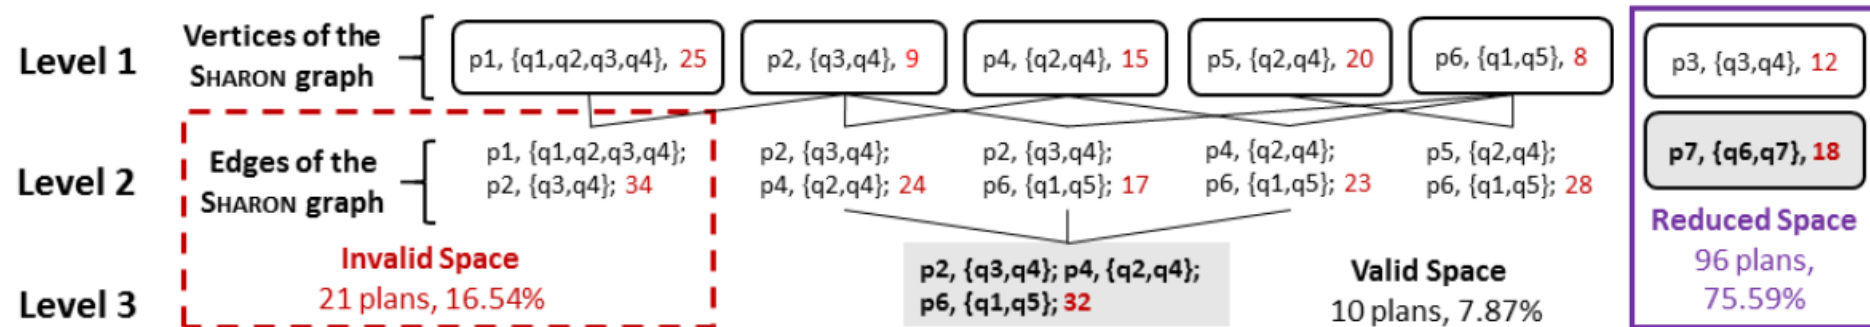 Level 1
Vertices of the
SHARON graph
p1, {q1,q2,q3,q4}, 25
p2, {q3,q4}, 9
p4, {q2,q4}, 15
p5, {q2,q4}, 20
p6, {q1,q5}, 8
p3, {q3,q4}, 12
p7, {q6,q7}, 18
Level 2
Edges of the
SHARON graph
p1, {q1,q2,q3,q4};
p2, {q3,q4}; 34
p2, {q3,q4};
p4, {q2,q4}; 24
p2, {q3,q4};
p6, {q1,q5}; 17
p4, {q2,q4};
p6, {q1,q5}; 23
p5, {q2,q4};
p6, {q1,q5}; 28
Level 3
Invalid Space
21 plans, 16.54%
p2, {q3,q4}; p4, {q2,q4};
p6, {q1,q5}; 32
Valid Space
10 plans, 7.87%
Reduced Space
96 plans,
75.59%